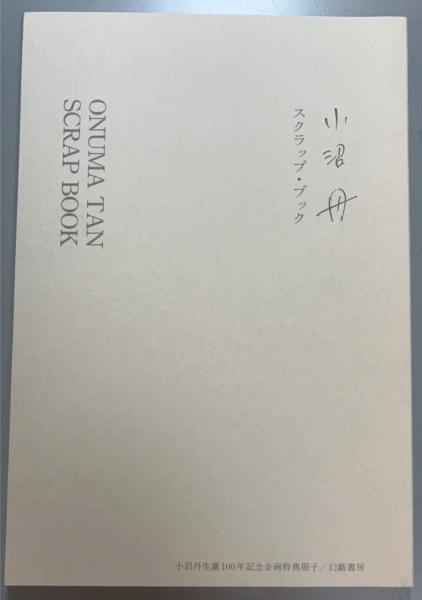 小沼丹
スクラップ・ブック
ONUMA TAN
SCRAP BOOK
小沼丹生誕100年記念企画特典冊子／幻戯書房